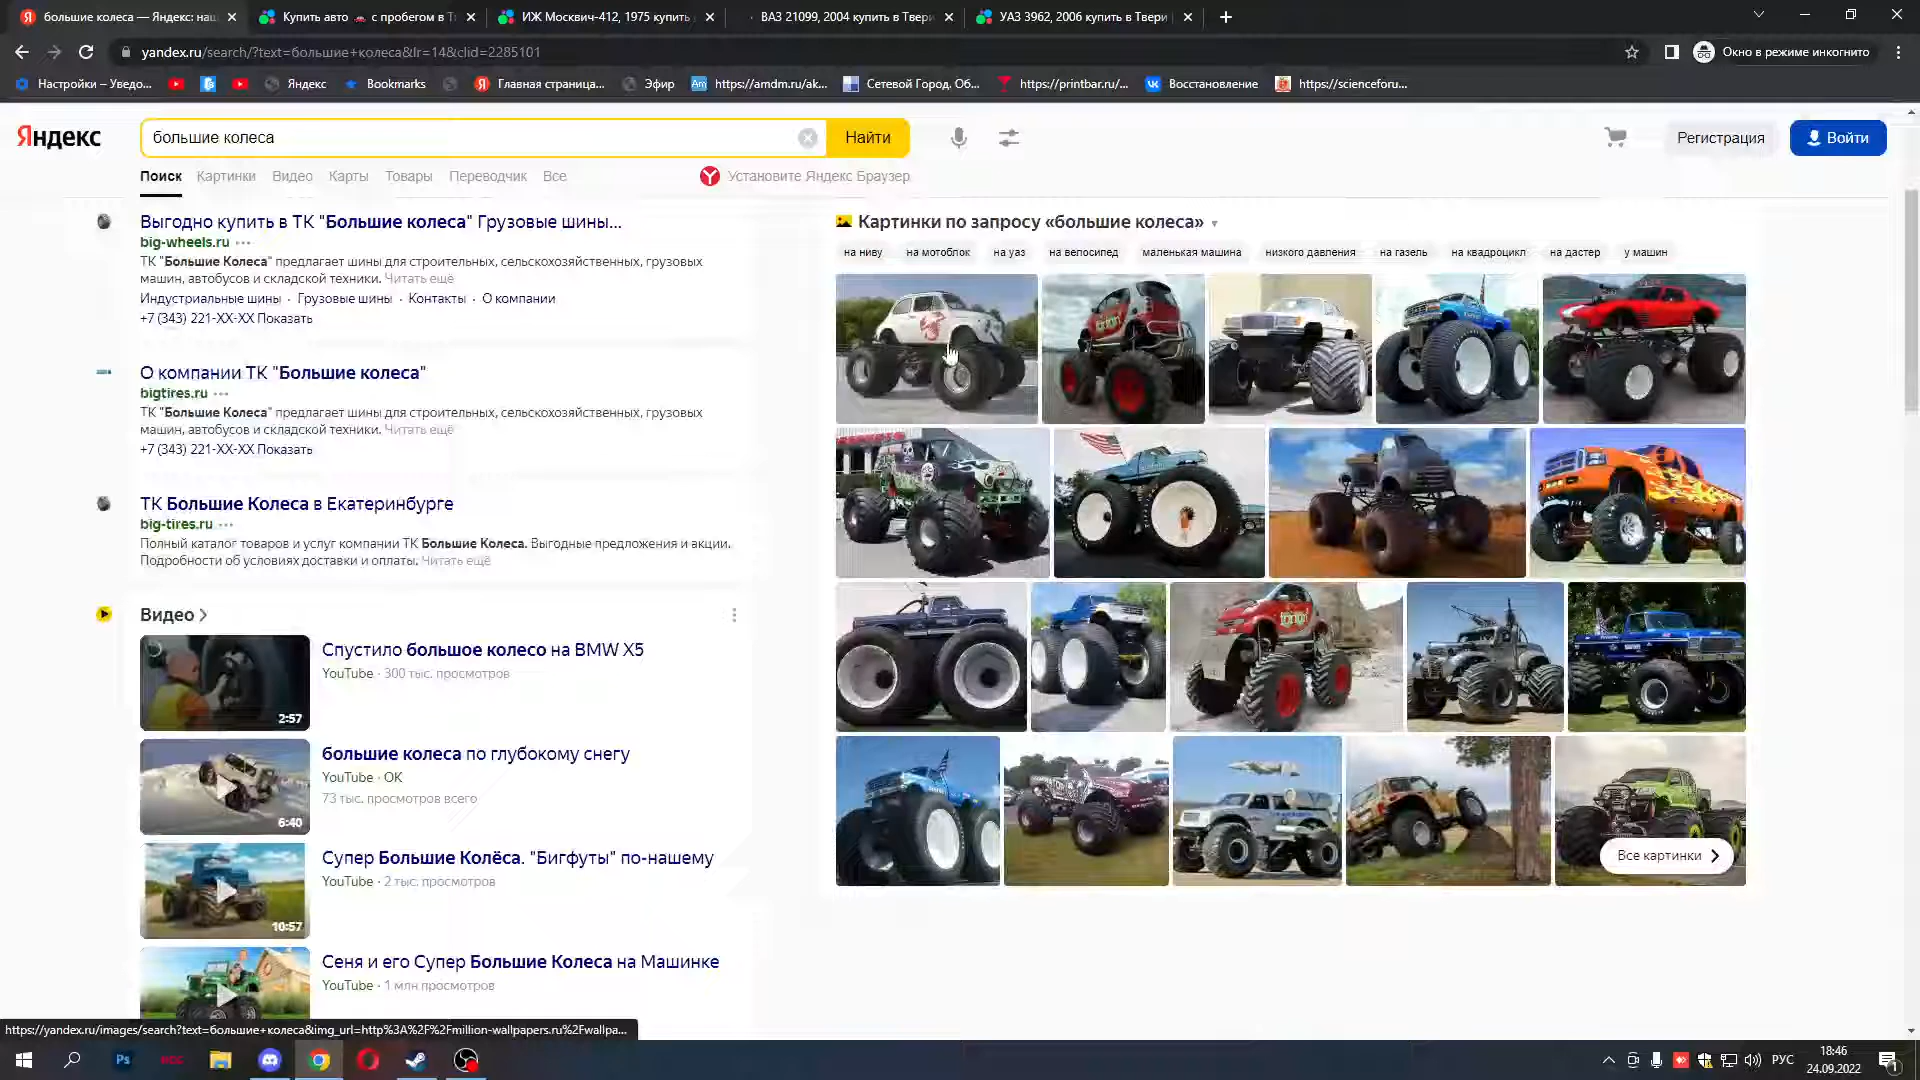 большие колеса — Яндекс: наш
Купить авто 🚗 с пробегом в Т
ИЖ Москвич-412, 1975 купить
ВАЗ 21099, 2004 купить в Твери
УАЗ 3962, 2006 купить в Твери
yandex.ru/search/?text=большие+колеса&lr=14&clid=2285101
Окно в режиме инкогнито
Настройки – Уведо...
Яндекс
Bookmarks
Главная страница...
Эфир
https://amdm.ru/ak...
Сетевой Город. Об...
https://printbar.ru/...
Восстановление
https://scienceforu...
Яндекс
большие колеса
Найти
Регистрация
Войти
Поиск Картинки Видео Карты Товары Переводчик Все
Установите Яндекс Браузер
Выгодно купить в ТК "Большие колеса" Грузовые шины...
big-wheels.ru
ТК "Большие Колеса" предлагает шины для строительных, сельскохозяйственных, грузовых
машин, автобусов и складской техники. Читать ещё
Индустриальные шины · Грузовые шины · Контакты · О компании
+7 (343) 221-XX-XX Показать
О компании ТК "Большие колеса"
bigtires.ru
ТК "Большие Колеса" предлагает шины для строительных, сельскохозяйственных, грузовых
машин, автобусов и складской техники. Читать ещё
+7 (343) 221-XX-XX Показать
ТК Большие Колеса в Екатеринбурге
big-tires.ru
Полный каталог товаров и услуг компании ТК Большие Колеса. Выгодные предложения и акции.
Подробности об условиях доставки и оплаты. Читать ещё
Видео
2:57
Спустило большое колесо на BMW X5
YouTube · 300 тыс. просмотров
6:40
большие колеса по глубокому снегу
YouTube · OK
73 тыс. просмотров всего
10:57
Супер Большие Колёса. "Бигфуты" по-нашему
YouTube · 2 тыс. просмотров
Сеня и его Супер Большие Колеса на Машинке
YouTube · 1 млн просмотров
Картинки по запросу «большие колеса»
на ниву на мотоблок на уаз на велосипед маленькая машина низкого давления на газель на квадроцикл на дастер у машин
Все картинки
https://yandex.ru/images/search?text=большие+колеса&img_url=http%3A%2F%2Fmillion-wallpapers.ru%2Fwallpa...
Ps
РУС
18:46
24.09.2022
1